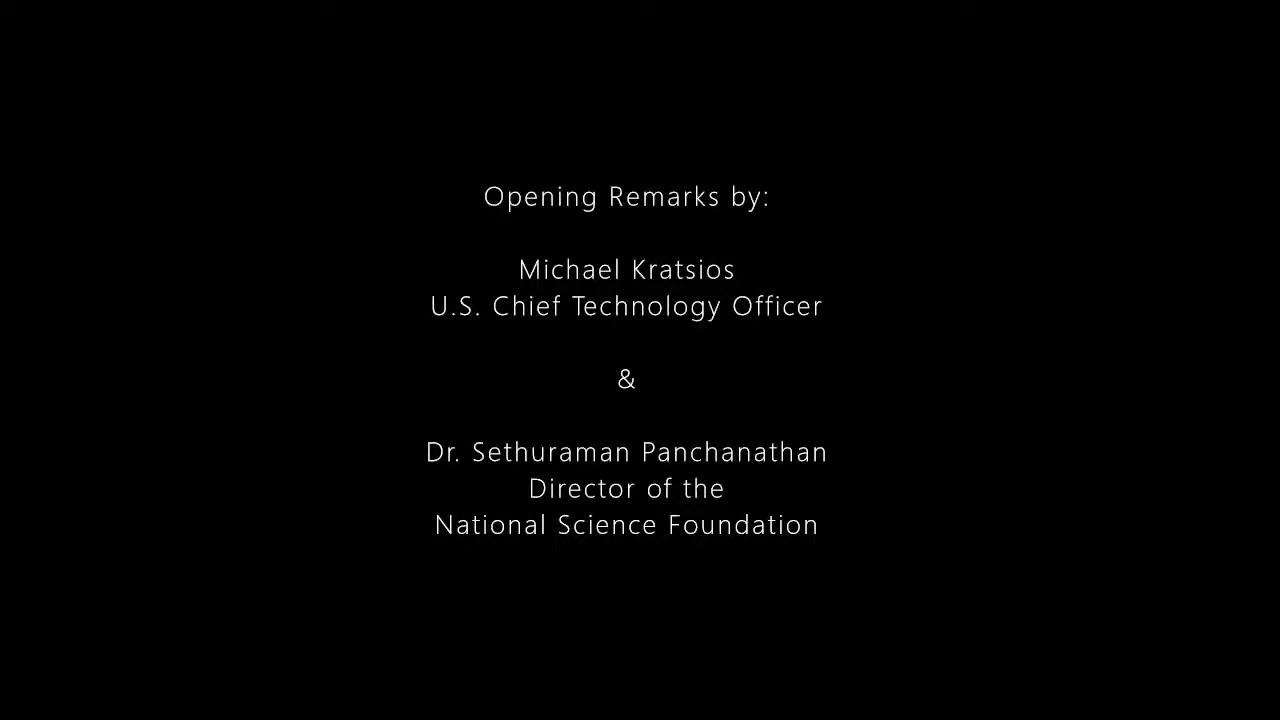 Opening Remarks by:
Michael Kratsios
U.S. Chief Technology Officer
&
Dr. Sethuraman Panchanathan
Director of the
National Science Foundation